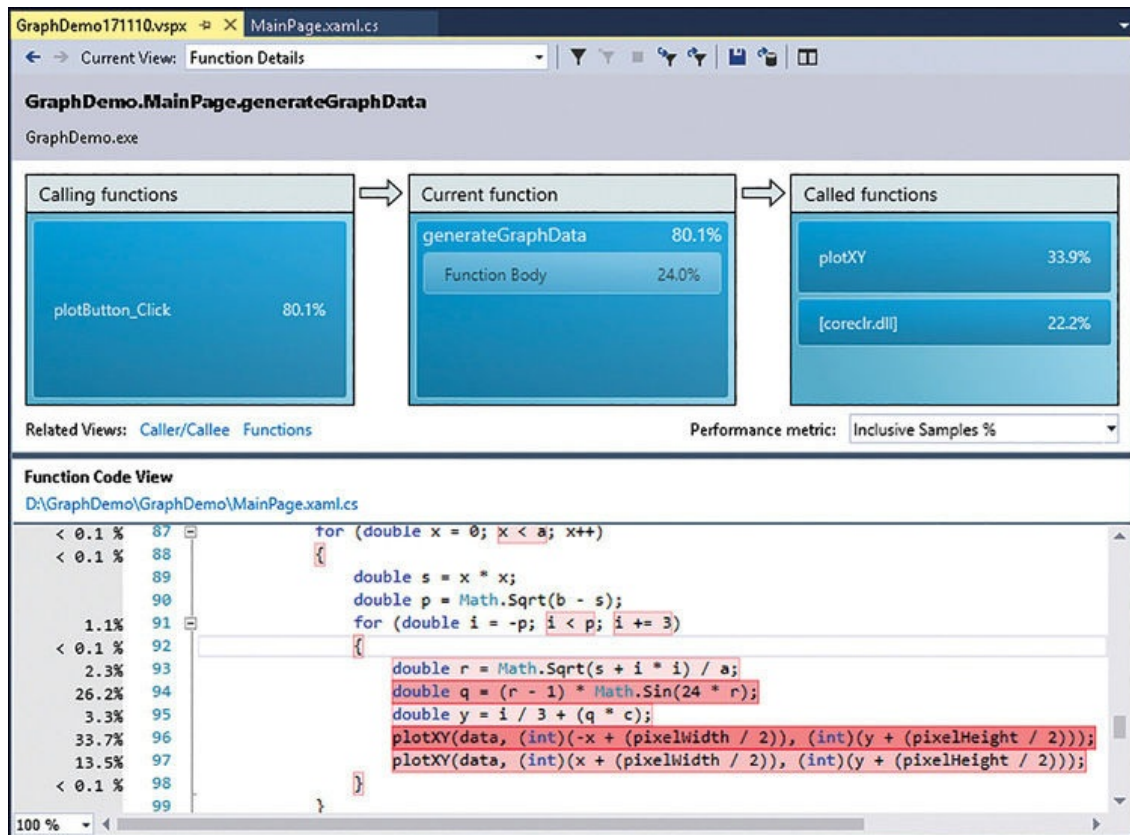 GraphDemo171110.vspx MainPage.xaml.cs
Current View: Function Details
GraphDemo.MainPage.generateGraphData
GraphDemo.exe
Calling functions
plotButton_Click 80.1%
Current function
generateGraphData 80.1%
Function Body 24.0%
Called functions
plotXY 33.9%
[coreclr.dll] 22.2%
Related Views: Caller/Callee Functions Performance metric: Inclusive Samples %
Function Code View
D:\GraphDemo\GraphDemo\MainPage.xaml.cs
< 0.1 % 87 for (double x = 0; x < a; x++)
< 0.1 % 88 {
89 double s = x * x;
90 double p = Math.Sqrt(b - s);
1.1% 91 for (double i = -p; i < p; i += 3)
< 0.1 % 92 {
2.3% 93 double r = Math.Sqrt(s + i * i) / a;
26.2% 94 double q = (r - 1) * Math.Sin(24 * r);
3.3% 95 double y = i / 3 + (q * c);
33.7% 96 plotXY(data, (int)(-x + (pixelWidth / 2)), (int)(y + (pixelHeight / 2)));
13.5% 97 plotXY(data, (int)(x + (pixelWidth / 2)), (int)(y + (pixelHeight / 2)));
< 0.1 % 98 }
99 }
100 %